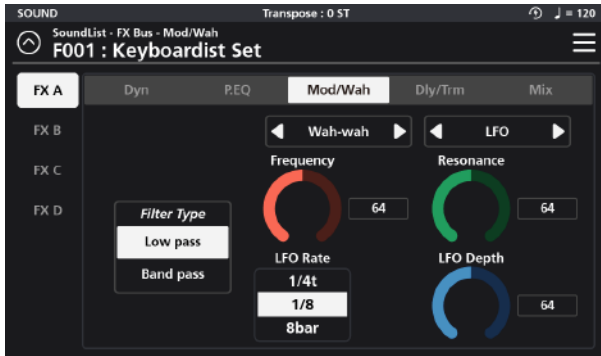 SOUND Transpose : 0 ST ♩ = 120
SoundList - FX Bus - Mod/Wah
F001 : Keyboardist Set
FX A Dyn P.EQ Mod/Wah Dly/Trm Mix
FX B Wah-wah LFO
Frequency Resonance
FX C
FX D Filter Type 64 64
Low pass
LFO Rate LFO Depth
Band pass 1/4t
1/8 64
8bar